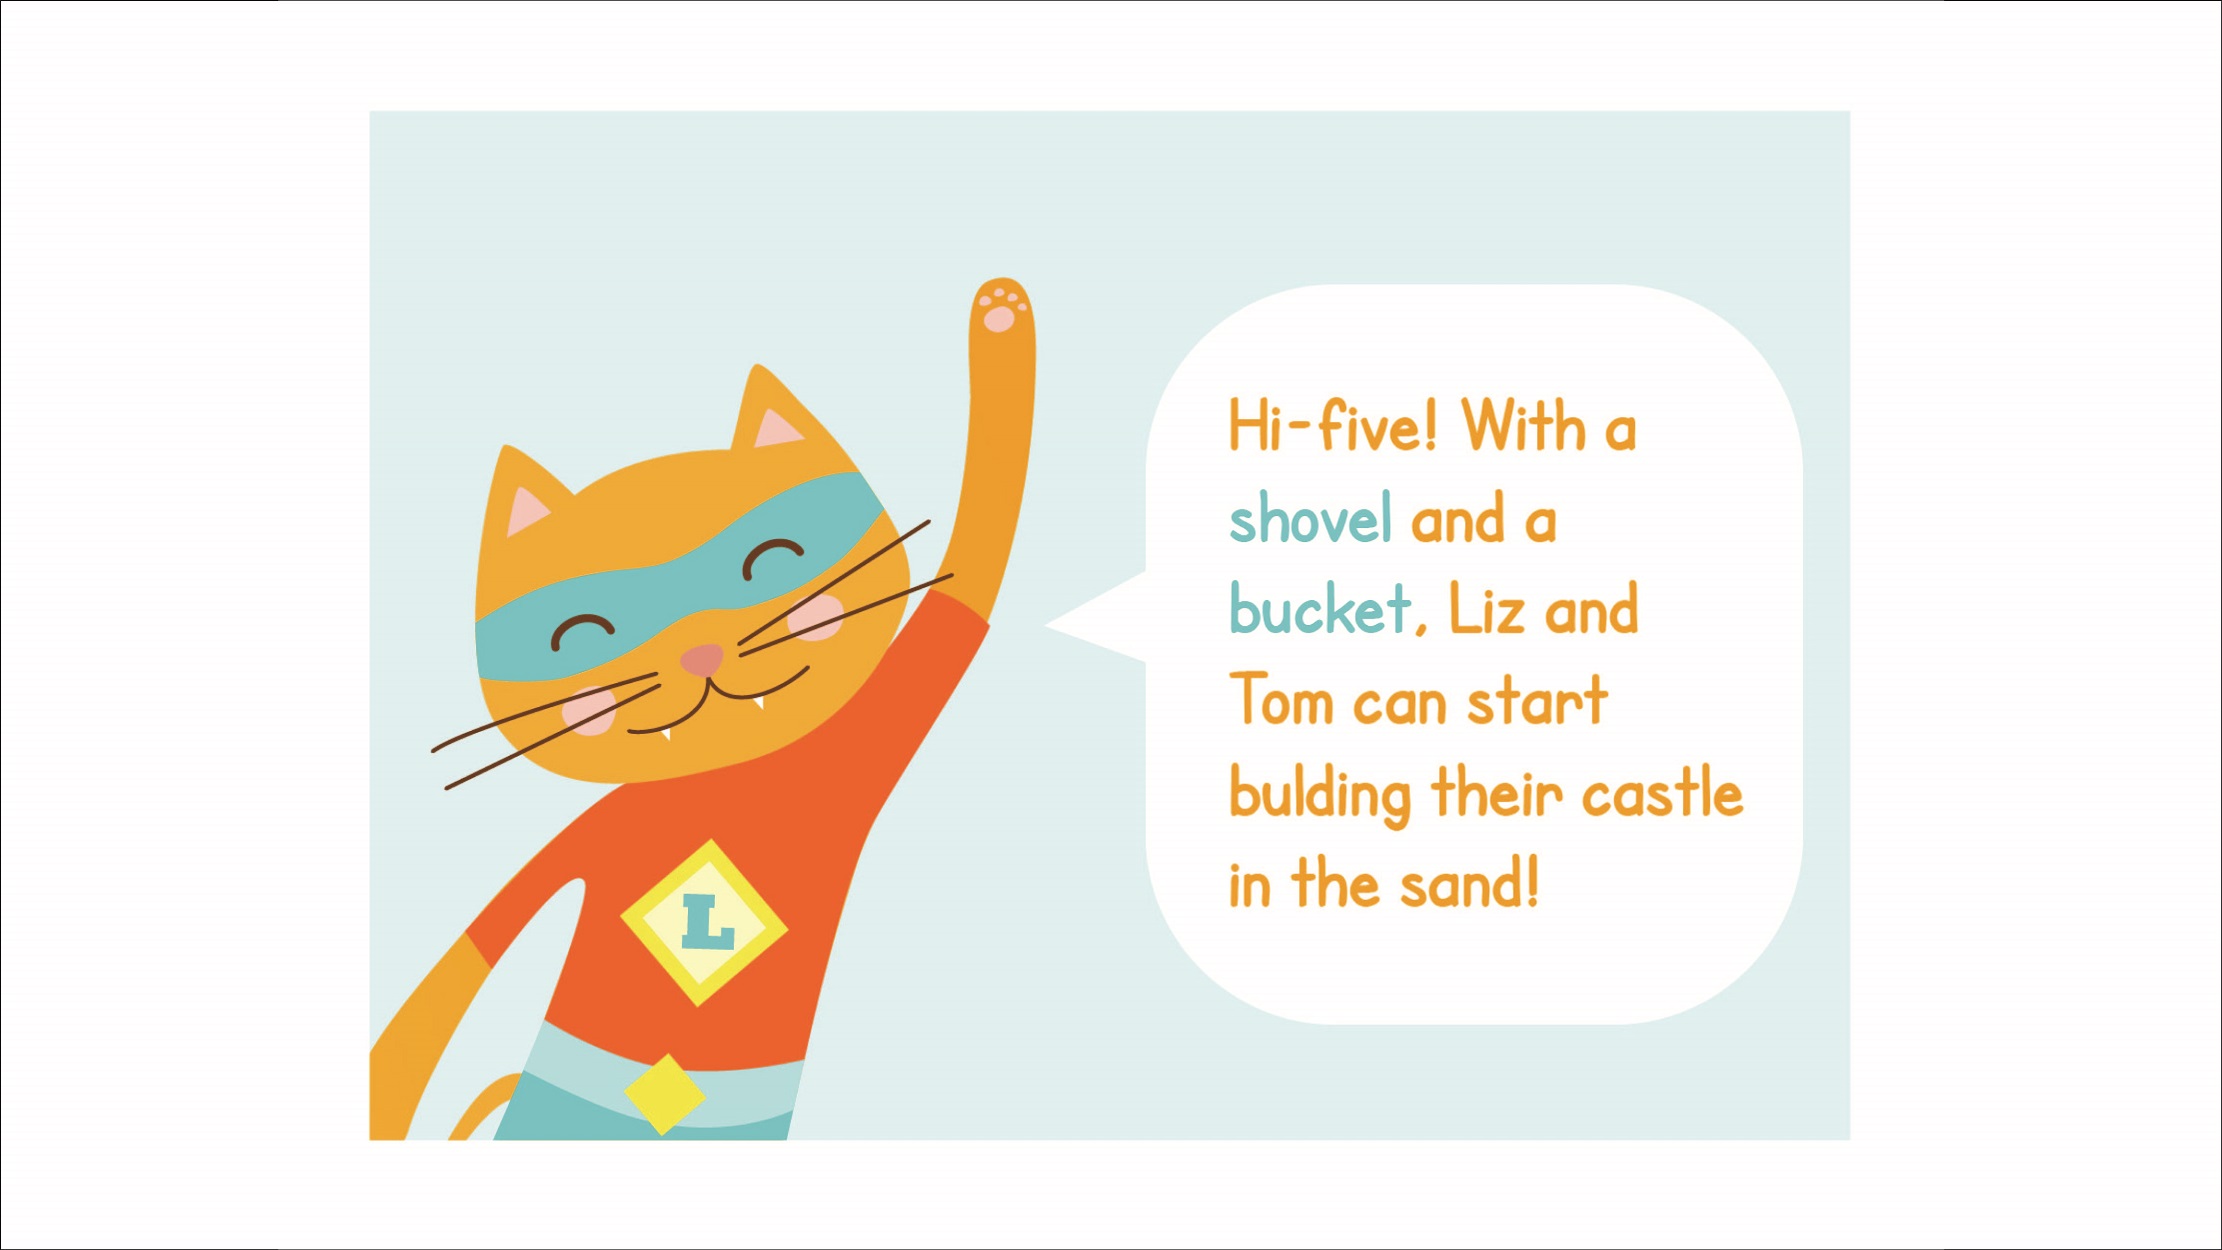 Hi-five! With a
shovel and a
bucket, Liz and
Tom can start
bulding their castle
in the sand!
L